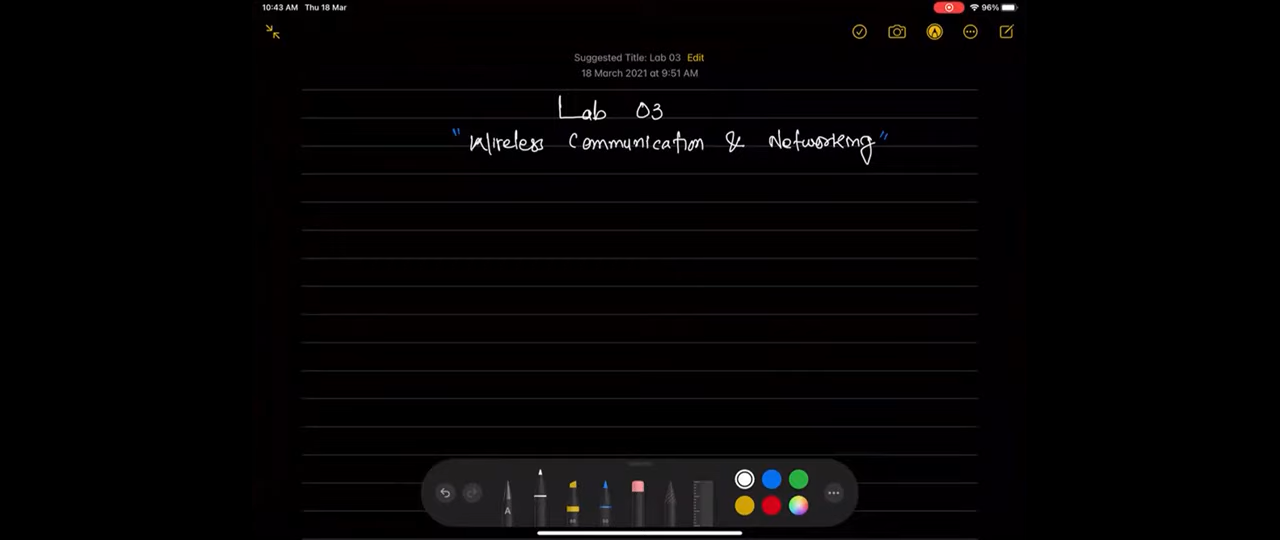 10:43 AM Thu 18 Mar 96%
Suggested Title: Lab 03 Edit
18 March 2021 at 9:51 AM
Lab 03
"Wireless Communication & Networking"
A